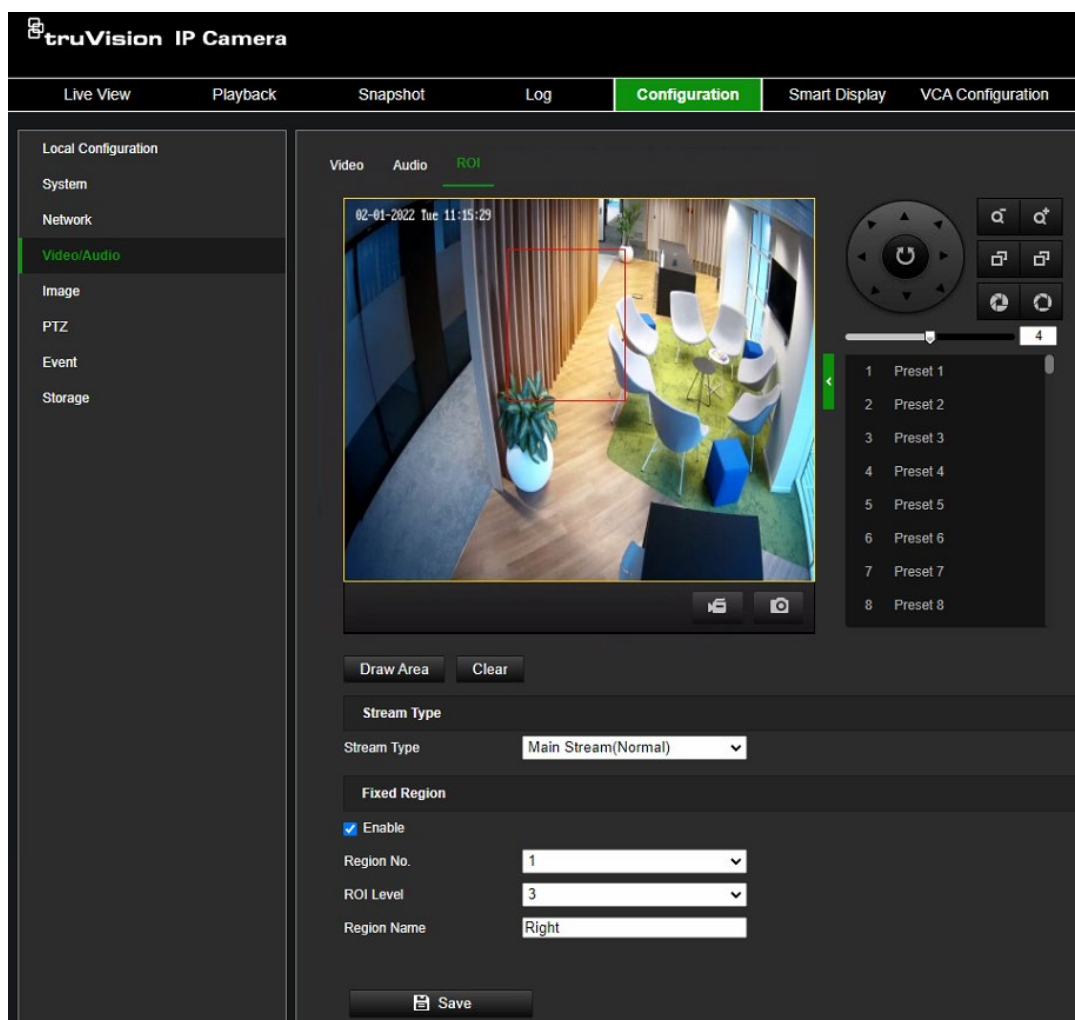 truVision IP Camera
Live View Playback Snapshot Log Configuration Smart Display VCA Configuration
Local Configuration
System
Network
Video/Audio
Image
PTZ
Event
Storage
Video Audio ROI
02-01-2022 Tue 11:15:29
4
1 Preset 1
2 Preset 2
3 Preset 3
4 Preset 4
5 Preset 5
6 Preset 6
7 Preset 7
8 Preset 8
Draw Area Clear
Stream Type
Stream Type Main Stream(Normal)
Fixed Region
Enable
Region No. 1
ROI Level 3
Region Name Right
Save